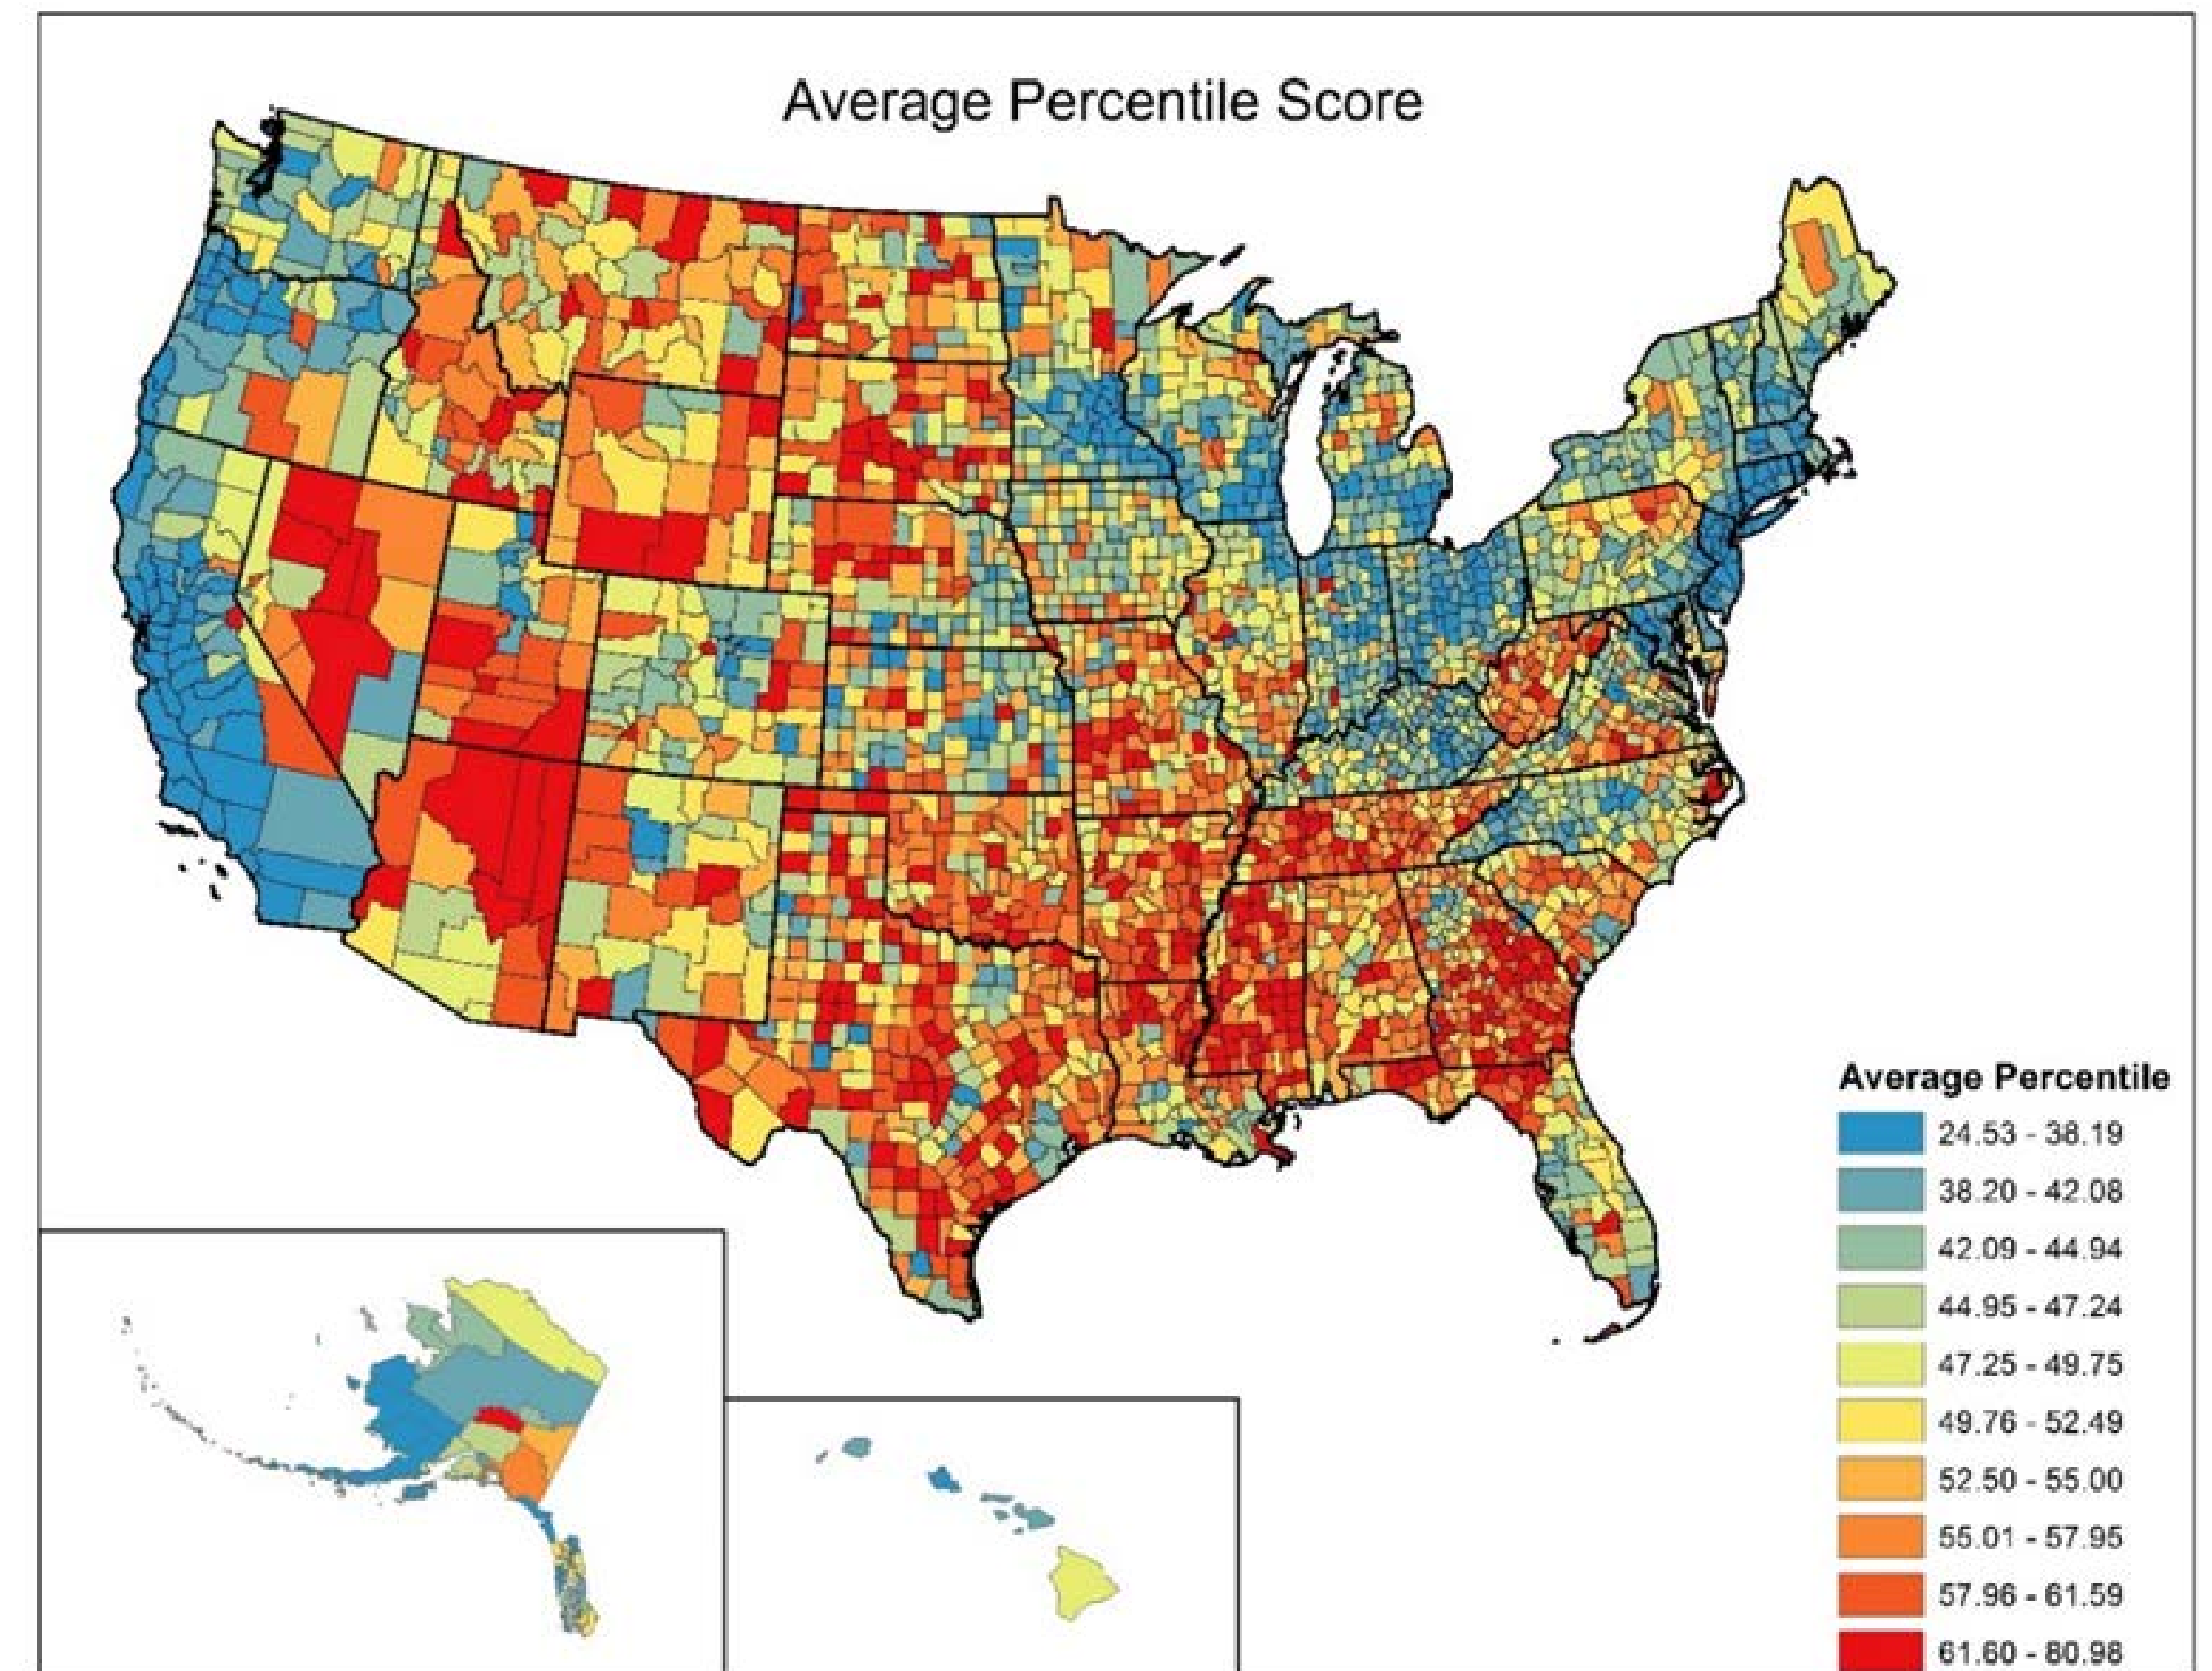 Average Percentile Score
Average Percentile
24.53 - 38.19
38.20 - 42.08
42.09 - 44.94
44.95 - 47.24
47.25 - 49.75
49.76 - 52.49
52.50 - 55.00
55.01 - 57.95
57.96 - 61.59
61.60 - 80.98